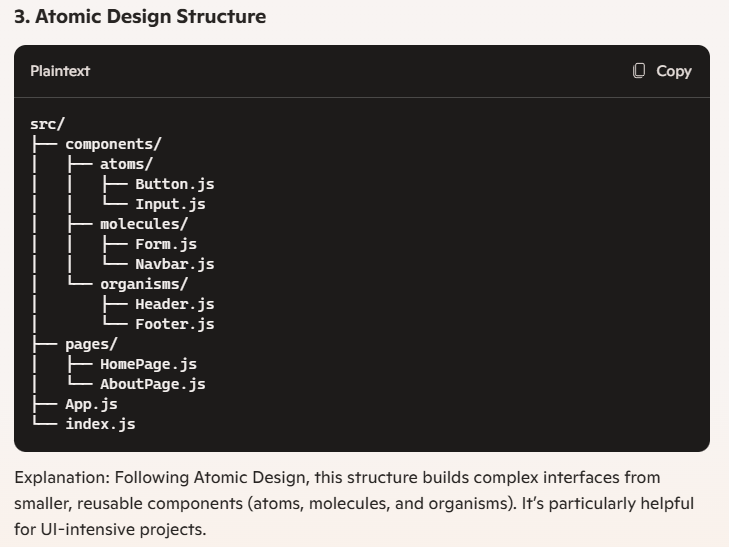 3. Atomic Design Structure
Plaintext
Copy
src/
├── components/
│   ├── atoms/
│   │   ├── Button.js
│   │   └── Input.js
│   ├── molecules/
│   │   ├── Form.js
│   │   └── Navbar.js
│   └── organisms/
│       ├── Header.js
│       └── Footer.js
├── pages/
│   ├── HomePage.js
│   └── AboutPage.js
├── App.js
└── index.js
Explanation: Following Atomic Design, this structure builds complex interfaces from
smaller, reusable components (atoms, molecules, and organisms). It’s particularly helpful
for UI-intensive projects.